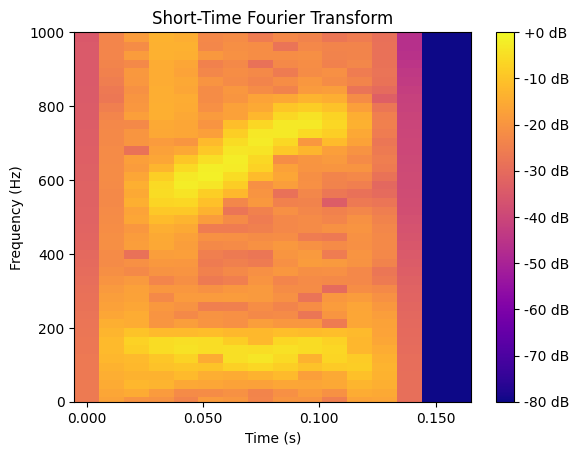 Short-Time Fourier Transform
1000
800
600
400
200
0
Frequency (Hz)
0.000
0.050
0.100
0.150
Time (s)
+0 dB
-10 dB
-20 dB
-30 dB
-40 dB
-50 dB
-60 dB
-70 dB
-80 dB